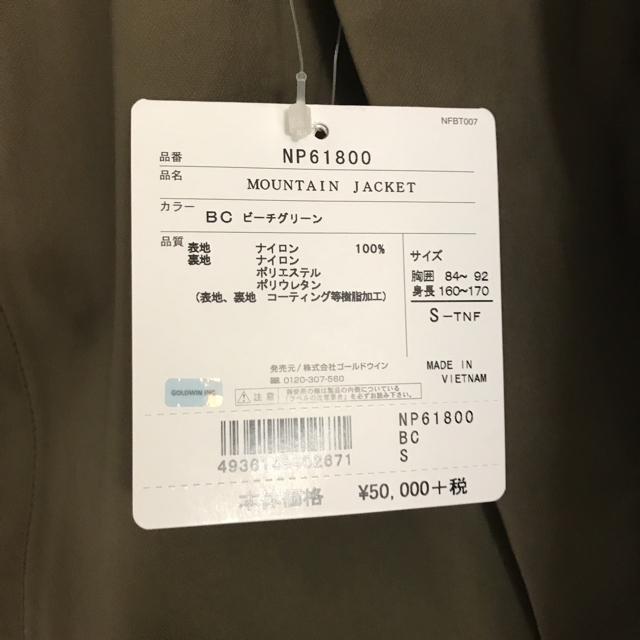 NFBT007
品番 NP61800
品名 MOUNTAIN JACKET
カラー BC ビーチグリーン
品質 表地 ナイロン 100%
裏地 ナイロン
ポリエステル
ポリウレタン
(表地、裏地 コーティング等樹脂加工)
サイズ
胸囲 84~ 92
身長 160~170
S-TNF
発売元/株式会社ゴールドウイン
0120-307-560
MADE IN
VIETNAM
GOLDWIN INC.
注意
NP61800
BC
S
本体価格 ¥50,000+税